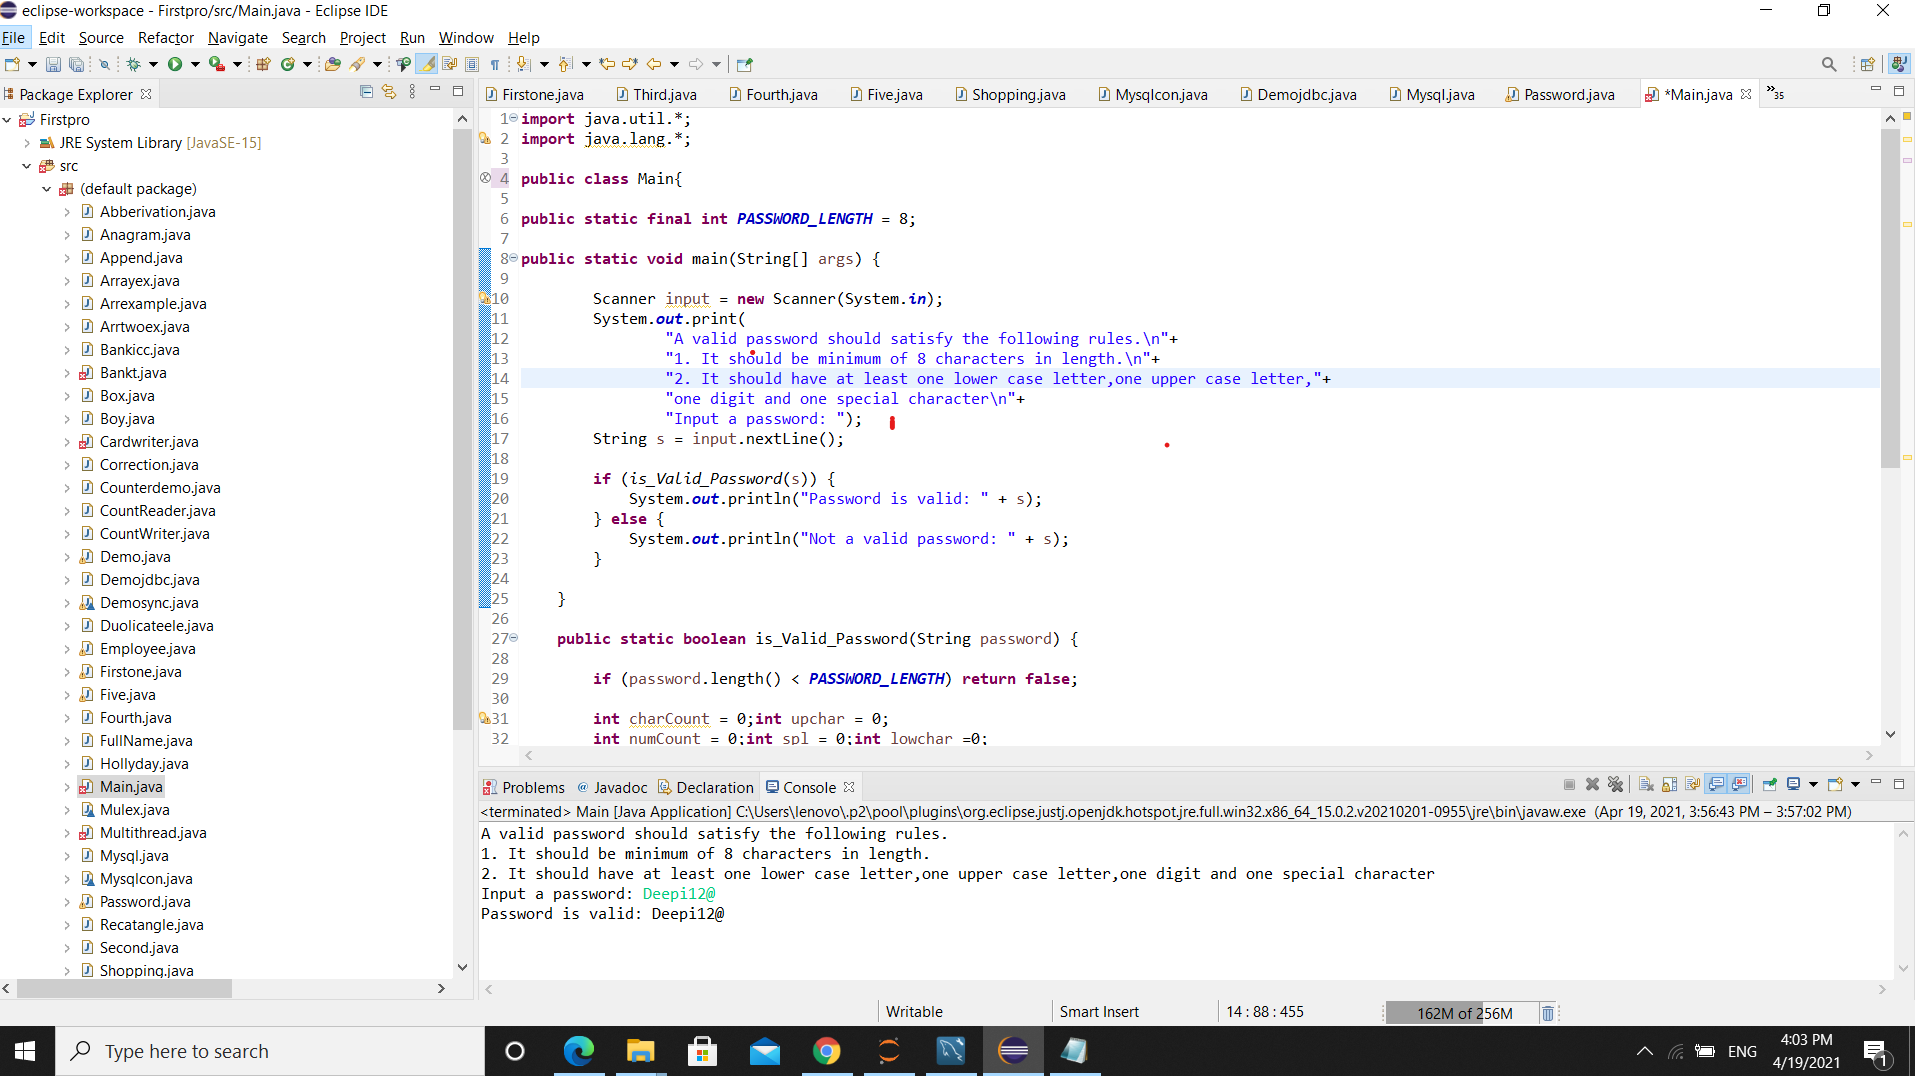 eclipse-workspace - Firstpro/src/Main.java - Eclipse IDE
File Edit Source Refactor Navigate Search Project Run Window Help
Package Explorer
Firstpro
JRE System Library [JavaSE-15]
src
(default package)
Abberivation.java
Anagram.java
Append.java
Arrayex.java
Arrexample.java
Arrtwoex.java
Bankicc.java
Bankt.java
Box.java
Boy.java
Cardwriter.java
Correction.java
Counterdemo.java
CountReader.java
CountWriter.java
Demo.java
Demojdbc.java
Demosync.java
Duolicateele.java
Employee.java
Firstone.java
Five.java
Fourth.java
FullName.java
Hollyday.java
Main.java
Mulex.java
Multithread.java
Mysql.java
Mysqlcon.java
Password.java
Recatangle.java
Second.java
Shopping.java
Firstone.java Third.java Fourth.java Five.java Shopping.java Mysqlcon.java Demojdbc.java Mysql.java Password.java *Main.java »35
1 import java.util.*;
2 import java.lang.*;
3
4 public class Main{
5
6 public static final int PASSWORD_LENGTH = 8;
7
8 public static void main(String[] args) {
9
10 Scanner input = new Scanner(System.in);
11 System.out.print(
12 "A valid password should satisfy the following rules.\n"+
13 "1. It should be minimum of 8 characters in length.\n"+
14 "2. It should have at least one lower case letter,one upper case letter,"+
15 "one digit and one special character\n"+
16 "Input a password: ");
17 String s = input.nextLine();
18
19 if (is_Valid_Password(s)) {
20 System.out.println("Password is valid: " + s);
21 } else {
22 System.out.println("Not a valid password: " + s);
23 }
24
25 }
26
27 public static boolean is_Valid_Password(String password) {
28
29 if (password.length() < PASSWORD_LENGTH) return false;
30
31 int charCount = 0;int upchar = 0;
32 int numCount = 0;int spl = 0;int lowchar =0;
Problems @ Javadoc Declaration Console
<terminated> Main [Java Application] C:\Users\lenovo\.p2\pool\plugins\org.eclipse.justj.openjdk.hotspot.jre.full.win32.x86_64_15.0.2.v20210201-0955\jre\bin\javaw.exe (Apr 19, 2021, 3:56:43 PM – 3:57:02 PM)
A valid password should satisfy the following rules.
1. It should be minimum of 8 characters in length.
2. It should have at least one lower case letter,one upper case letter,one digit and one special character
Input a password: Deepi12@
Password is valid: Deepi12@
Writable Smart Insert 14 : 88 : 455 162M of 256M
Type here to search
ENG
4:03 PM
4/19/2021
1